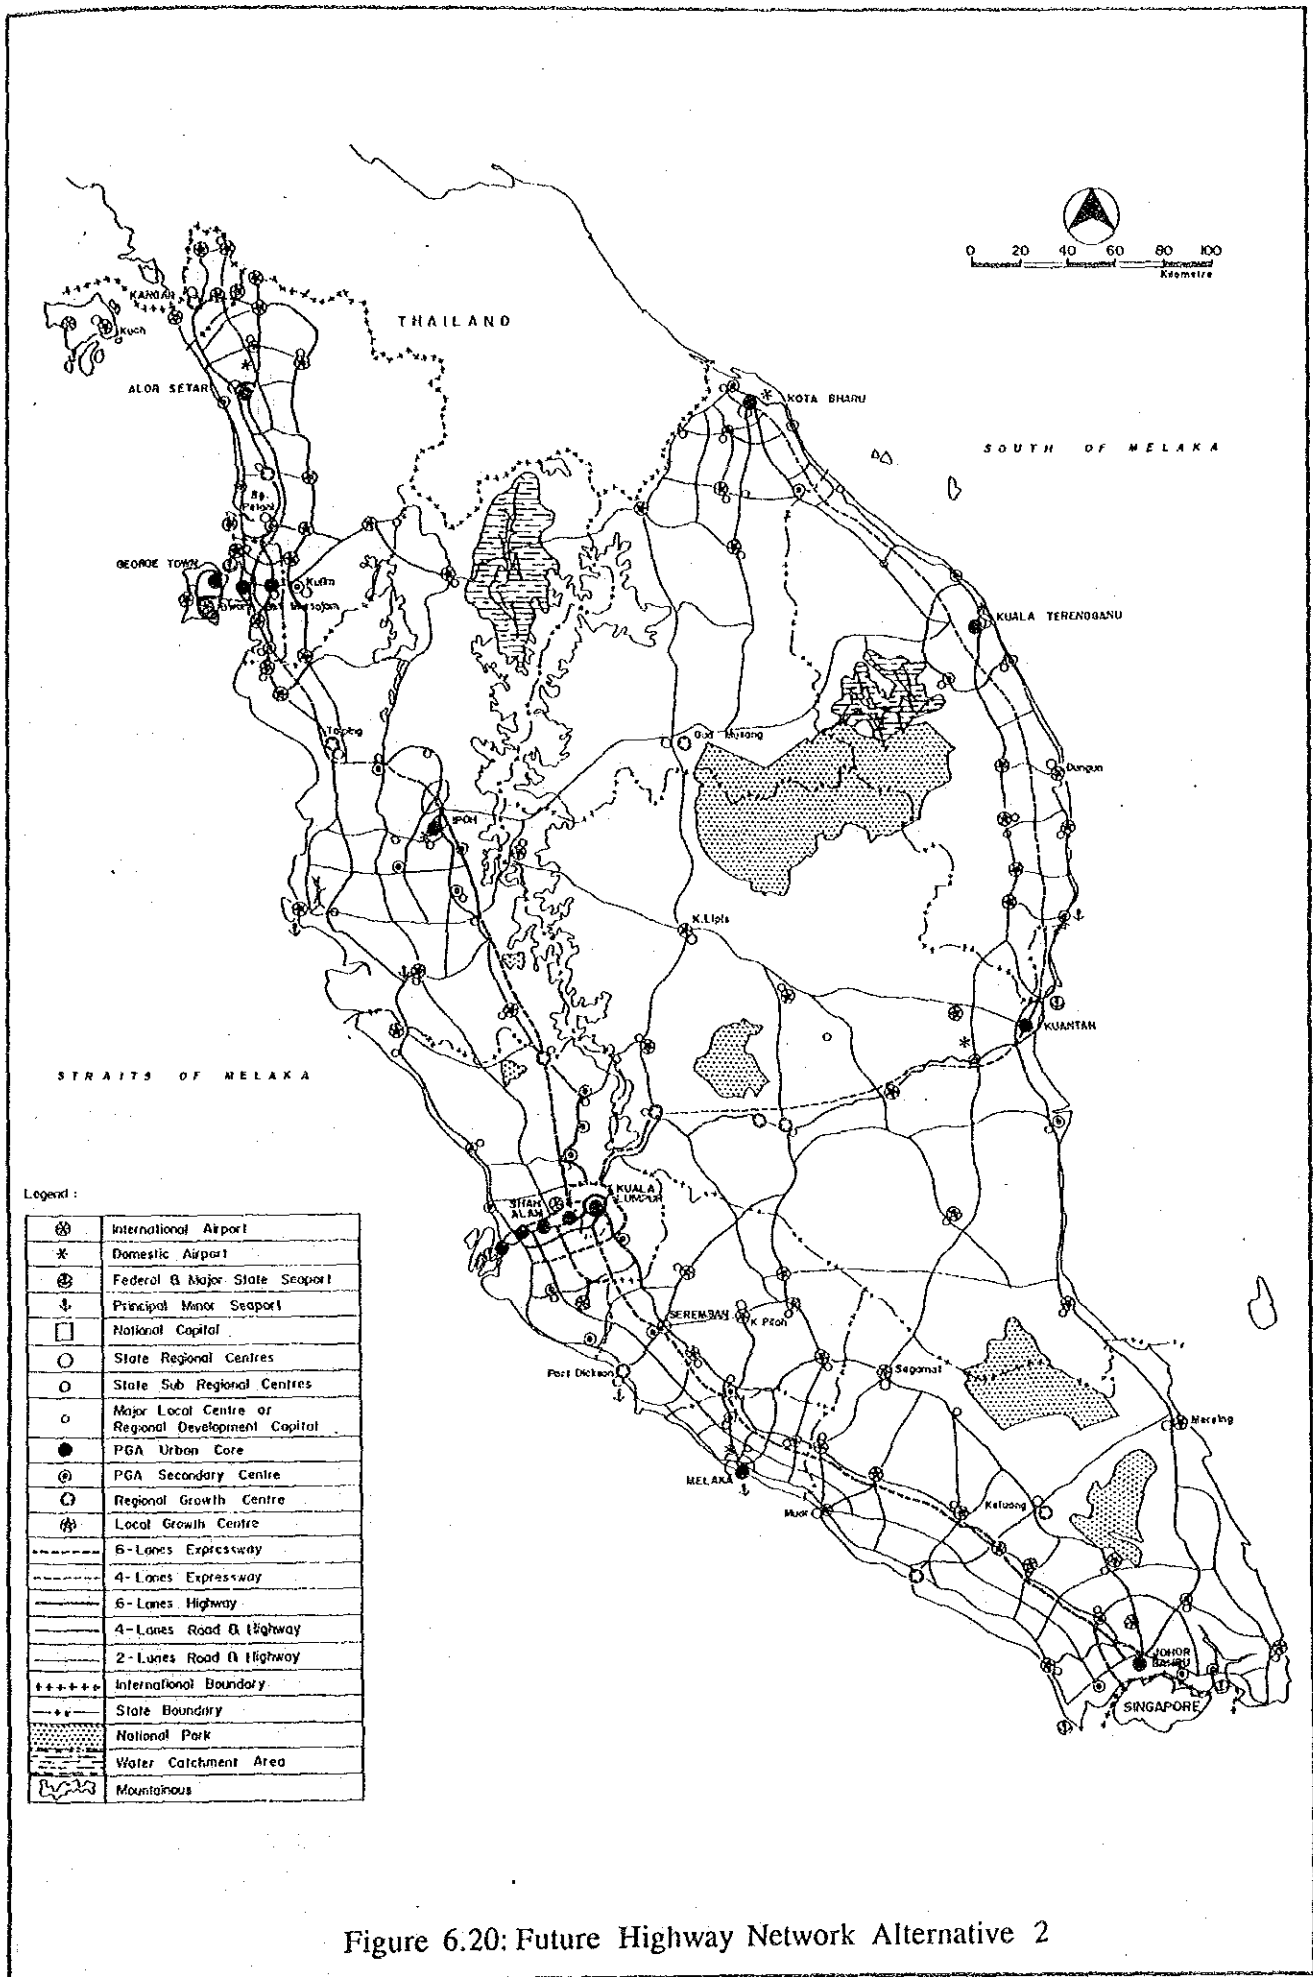 0 20 40 60 80 100
Kilometre
THAILAND
KANGAR
Kuah
ALOR SETAR
KOTA BHARU
SOUTH OF MELAKA
Sg.
Petani
GEORGE TOWN
Kulim
KUALA TERENGGANU
Taiping
Gua Musang
Dungun
IPOH
K.Lipis
KUANTAN
STRAITS OF MELAKA
KUALA
LUMPUR
SHAH
ALAM
SEREMBAN
K Pilah
Port Dickson
Segamat
Mersing
MELAKA
Muar
Keluang
JOHOR
BAHRU
SINGAPORE
Legend :
International Airport
Domestic Airport
Federal & Major State Seaport
Principal Minor Seaport
National Capital
State Regional Centres
State Sub Regional Centres
Major Local Centre or
Regional Development Capital
PGA Urban Core
PGA Secondary Centre
Regional Growth Centre
Local Growth Centre
6-Lanes Expressway
4-Lanes Expressway
6-Lanes Highway
4-Lanes Road & Highway
2-Lanes Road & Highway
International Boundary
State Boundary
National Park
Water Catchment Area
Mountainous
Figure 6.20: Future Highway Network Alternative 2